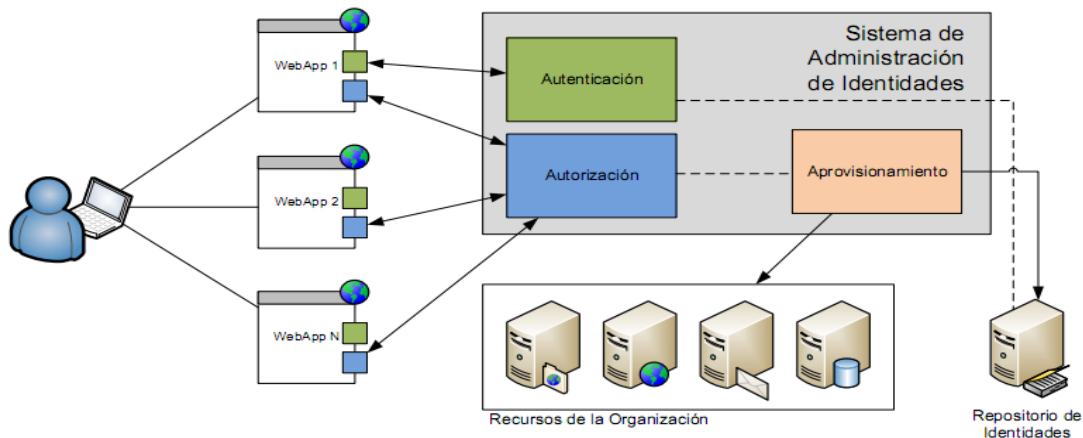 Sistema de
Administración
de Identidades
WebApp 1
Autenticación
Autorización
Aprovisionamiento
WebApp 2
WebApp N
Recursos de la Organización
Repositorio de
Identidades